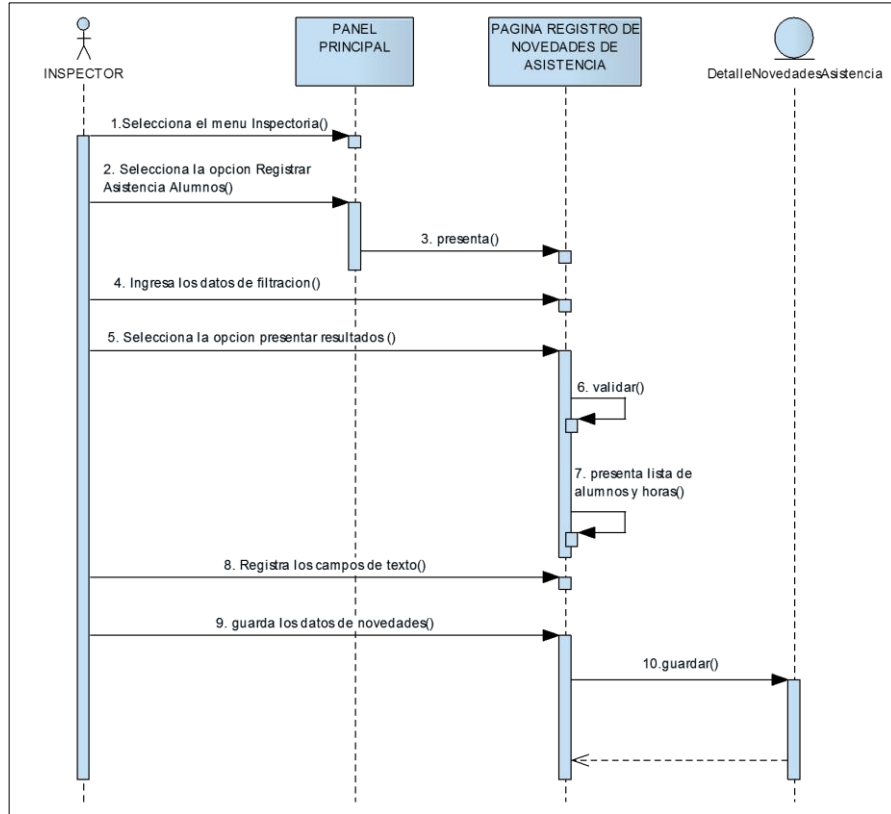 INSPECTOR
PANEL
PRINCIPAL
PAGINA REGISTRO DE
NOVEDADES DE
ASISTENCIA
DetalleNovedadesAsistencia
1.Selecciona el menu Inspectoria()
2. Selecciona la opcion Registrar
Asistencia Alumnos()
3. presenta()
4. Ingresa los datos de filtracion()
5. Selecciona la opcion presentar resultados ()
6. validar()
7. presenta lista de
alumnos y horas()
8. Registra los campos de texto()
9. guarda los datos de novedades()
10.guardar()